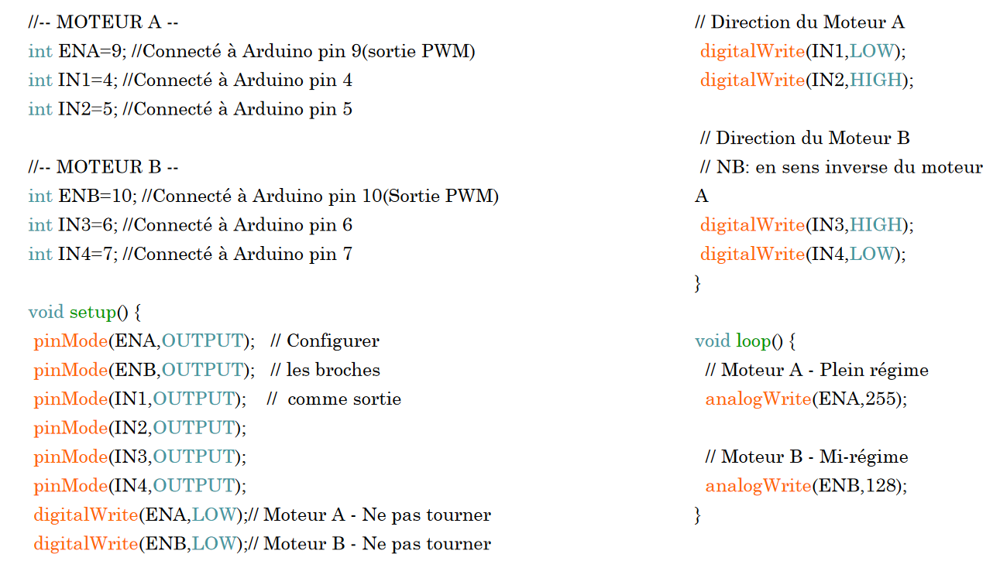 //-- MOTEUR A --
int ENA=9; //Connecté à Arduino pin 9(sortie PWM)
int IN1=4; //Connecté à Arduino pin 4
int IN2=5; //Connecté à Arduino pin 5
//-- MOTEUR B --
int ENB=10; //Connecté à Arduino pin 10(Sortie PWM)
int IN3=6; //Connecté à Arduino pin 6
int IN4=7; //Connecté à Arduino pin 7
void setup() {
pinMode(ENA,OUTPUT); // Configurer
pinMode(ENB,OUTPUT); // les broches
pinMode(IN1,OUTPUT); // comme sortie
pinMode(IN2,OUTPUT);
pinMode(IN3,OUTPUT);
pinMode(IN4,OUTPUT);
digitalWrite(ENA,LOW);// Moteur A - Ne pas tourner
digitalWrite(ENB,LOW);// Moteur B - Ne pas tourner
// Direction du Moteur A
digitalWrite(IN1,LOW);
digitalWrite(IN2,HIGH);
// Direction du Moteur B
// NB: en sens inverse du moteur
A
digitalWrite(IN3,HIGH);
digitalWrite(IN4,LOW);
}
void loop() {
// Moteur A - Plein régime
analogWrite(ENA,255);
// Moteur B - Mi-régime
analogWrite(ENB,128);
}